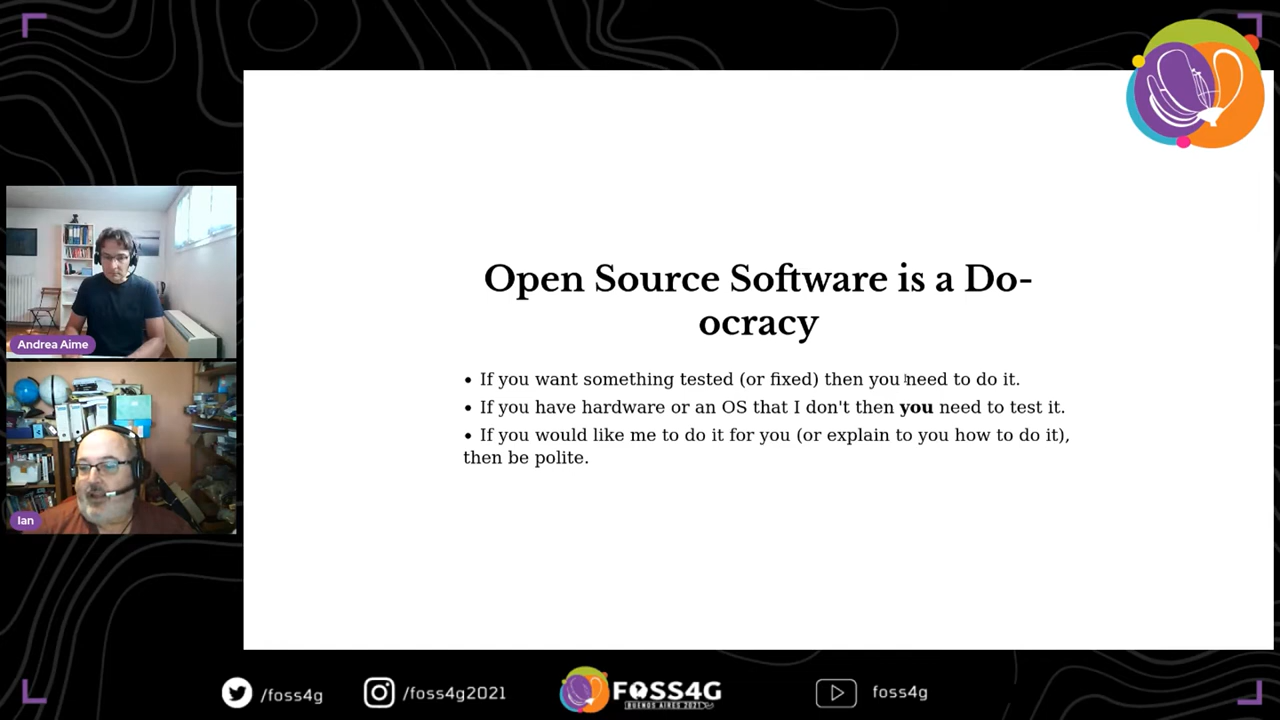 Open Source Software is a Do-
ocracy
• If you want something tested (or fixed) then you need to do it.
• If you have hardware or an OS that I don't then you need to test it.
• If you would like me to do it for you (or explain to you how to do it),
then be polite.
Andrea Aime
Ian
/foss4g
/foss4g2021
FOSS4G
BUENOS AIRES 2021
foss4g